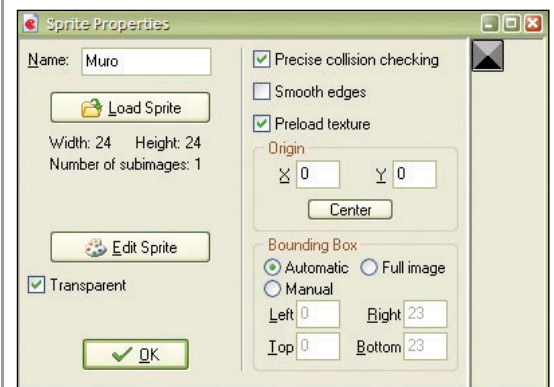 Sprite Properties
Name: Muro
Load Sprite
Width: 24 Height: 24
Number of subimages: 1
Edit Sprite
Transparent
OK
Precise collision checking
Smooth edges
Preload texture
Origin
X 0 Y 0
Center
Bounding Box
Automatic Full image
Manual
Left 0 Right 23
Top 0 Bottom 23